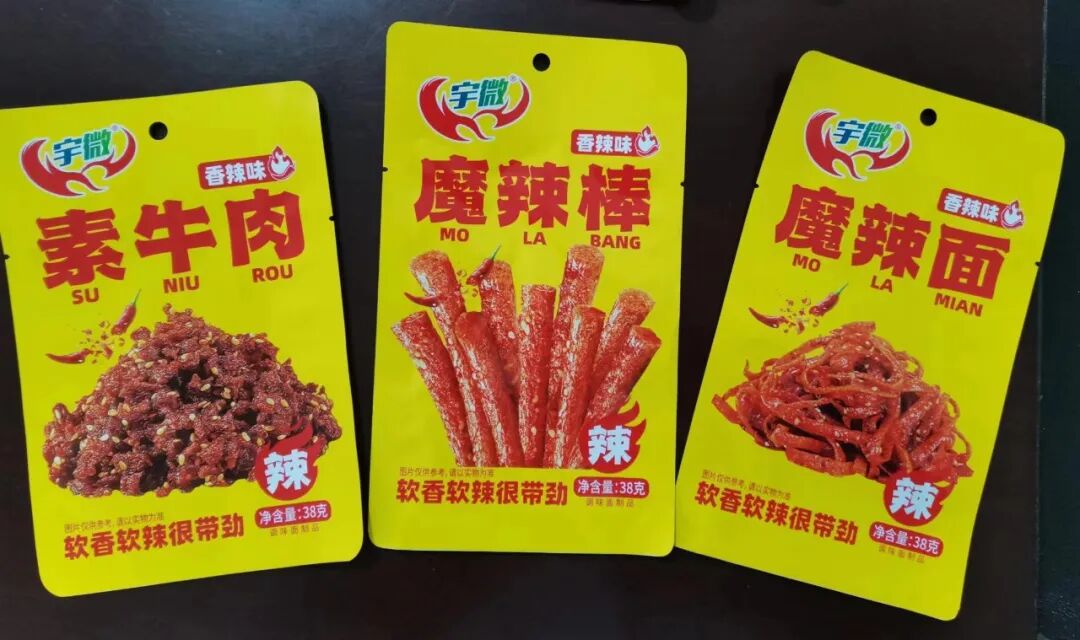 宇微®
香辣味
素牛肉
SU NIU ROU
辣
图片仅供参考,请以实物为准
软香软辣很带劲
净含量:38克
调味面制品
宇微®
香辣味
魔辣棒
MO LA BANG
辣
图片仅供参考,请以实物为准
软香软辣很带劲
净含量:38克
调味面制品
宇微®
香辣味
魔辣面
MO LA MIAN
辣
图片仅供参考,请以实物为准
软香软辣很带劲
净含量:38克
调味面制品